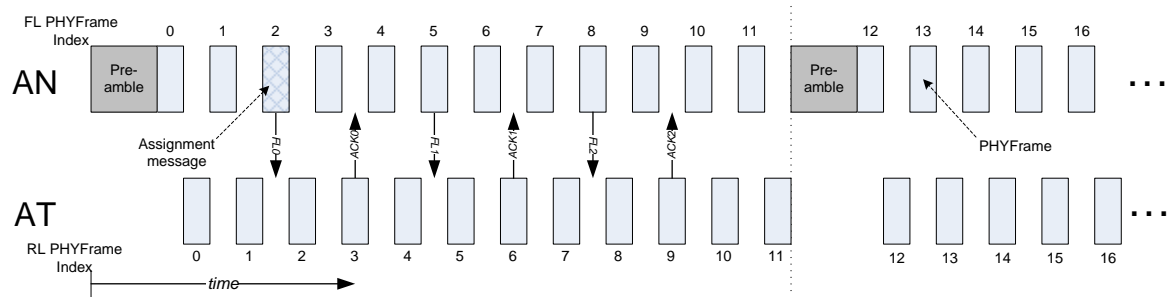 FL PHYFrame
Index
0 1 2 3 4 5 6 7 8 9 10 11 12 13 14 15 16
AN
Pre-
amble
Pre-
amble
...
Assignment
message
FL0
ACK0
FL1
ACK1
FL2
ACK2
PHYFrame
AT
...
RL PHYFrame
Index
0 1 2 3 4 5 6 7 8 9 10 11 12 13 14 15 16
time